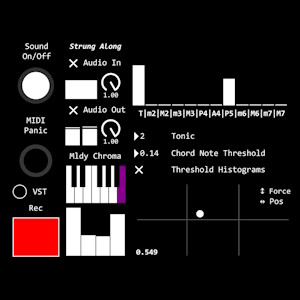 Sound On/Off
Strung Along
Audio In
1.00
Audio Out
1.00
MIDI Panic
Mldy Chroma
VST
Rec
T|m2|M2|m3|M3|P4|A4|P5|m6|M6|m7|M7
2 Tonic
0.14 Chord Note Threshold
Threshold Histograms
↕ Force
↔ Pos
0.549